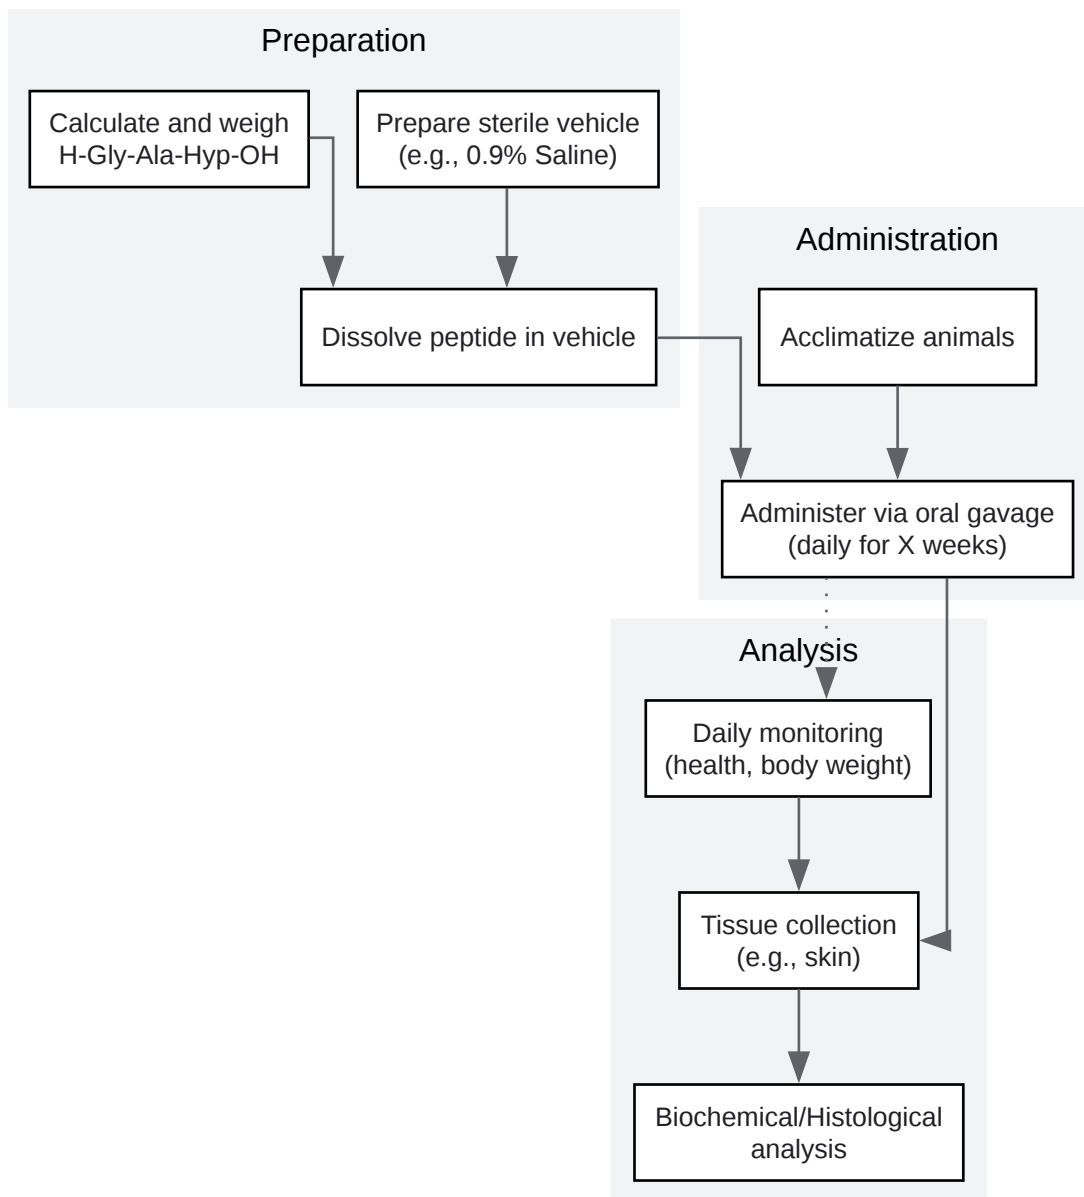 Preparation
Calculate and weigh
H-Gly-Ala-Hyp-OH
Prepare sterile vehicle
(e.g., 0.9% Saline)
Dissolve peptide in vehicle
Administration
Acclimatize animals
Administer via oral gavage
(daily for X weeks)
Analysis
Daily monitoring
(health, body weight)
Tissue collection
(e.g., skin)
Biochemical/Histological
analysis